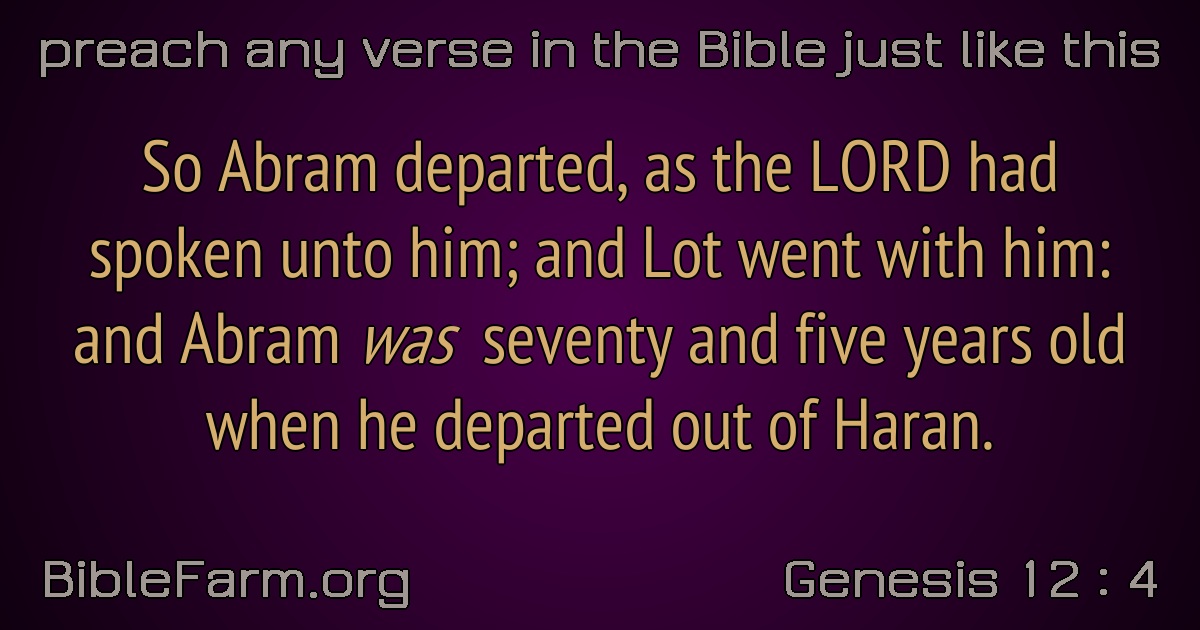 preach any verse in the Bible just like this
So Abram departed, as the LORD had
spoken unto him; and Lot went with him:
and Abram was seventy and five years old
when he departed out of Haran.
BibleFarm.org
Genesis 12 : 4